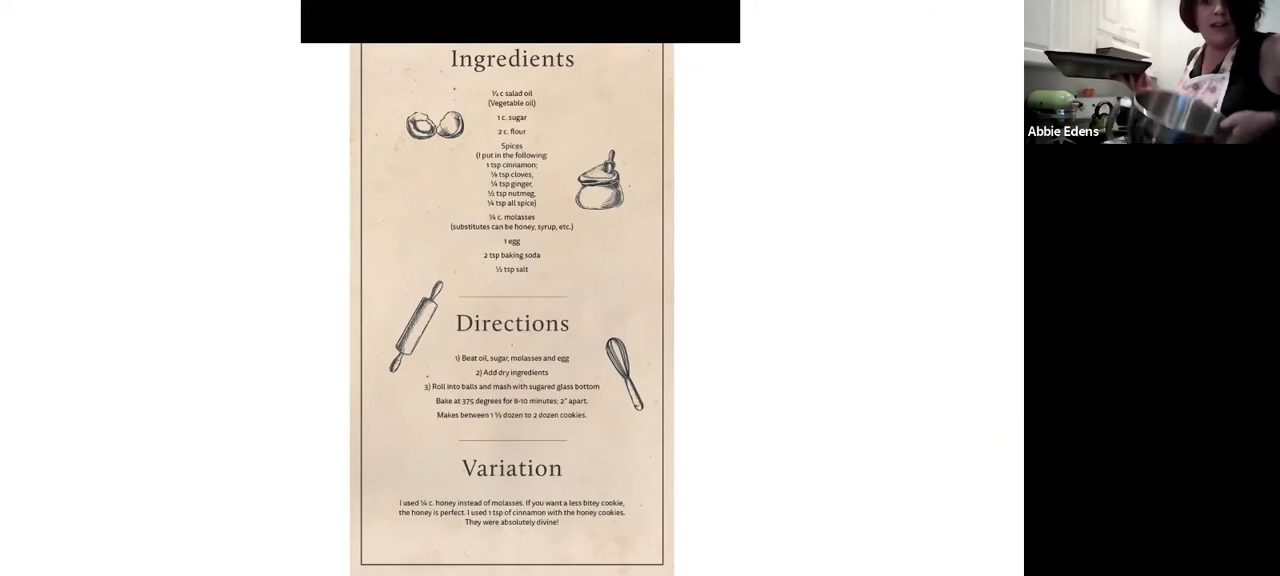 Ingredients
½ c salad oil
(Vegetable oil)
1 c. sugar
2 c. flour
Spices
(I put in the following:
1 tsp cinnamon;
⅛ tsp cloves,
¼ tsp ginger,
½ tsp nutmeg,
¼ tsp all spice)
¼ c. molasses
(substitutes can be honey, syrup, etc.)
1 egg
2 tsp baking soda
½ tsp salt
Directions
1) Beat oil, sugar, molasses and egg
2) Add dry ingredients
3) Roll into balls and mash with sugared glass bottom
Bake at 375 degrees for 8-10 minutes; 2" apart.
Makes between 1 ½ dozen to 2 dozen cookies.
Variation
I used ¼ c. honey instead of molasses. If you want a less bitey cookie,
the honey is perfect. I used 1 tsp of cinnamon with the honey cookies.
They were absolutely divine!
Abbie Edens